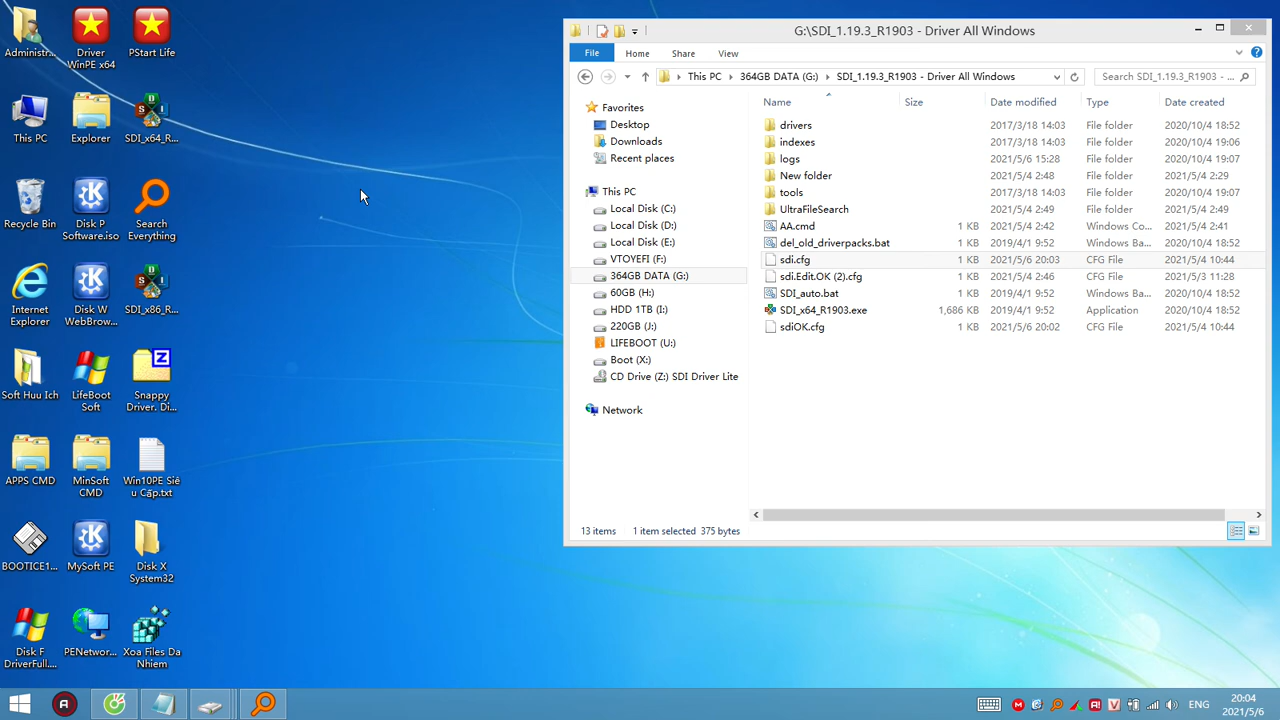 Administr...
Driver
WinPE x64
PStart Life
This PC
Explorer
SDI_x64_R...
Recycle Bin
Disk P
Software.iso
Search
Everything
Internet
Explorer
Disk W
WebBrow...
SDI_x86_R...
Soft Huu Ich
LifeBoot
Soft
Snappy
Driver. Di...
APPS CMD
MinSoft
CMD
Win10PE Siê
u Cấp.txt
BOOTICE1...
MySoft PE
Disk X
System32
Disk F
DriverFull....
PENetwor...
Xoa Files Da
Nhiem
G:\SDI_1.19.3_R1903 - Driver All Windows
File
Home
Share
View
This PC
364GB DATA (G:)
SDI_1.19.3_R1903 - Driver All Windows
Search SDI_1.19.3_R1903 - ...
Favorites
Desktop
Downloads
Recent places
This PC
Local Disk (C:)
Local Disk (D:)
Local Disk (E:)
VTOYEFI (F:)
364GB DATA (G:)
60GB (H:)
HDD 1TB (I:)
220GB (J:)
LIFEBOOT (U:)
Boot (X:)
CD Drive (Z:) SDI Driver Lite
Network
Name Size Date modified Type Date created
drivers 2017/3/18 14:03 File folder 2020/10/4 18:52
indexes 2017/3/18 14:03 File folder 2020/10/4 19:06
logs 2021/5/6 15:28 File folder 2020/10/4 19:07
New folder 2021/5/4 2:48 File folder 2021/5/4 2:29
tools 2017/3/18 14:03 File folder 2020/10/4 19:07
UltraFileSearch 2021/5/4 2:49 File folder 2021/5/4 2:49
AA.cmd 1 KB 2021/5/4 2:42 Windows Co... 2021/5/4 2:41
del_old_driverpacks.bat 1 KB 2019/4/1 9:52 Windows Ba... 2020/10/4 18:52
sdi.cfg 1 KB 2021/5/6 20:03 CFG File 2021/5/4 10:44
sdi.Edit.OK (2).cfg 1 KB 2021/5/4 2:46 CFG File 2021/5/3 11:28
SDI_auto.bat 1 KB 2019/4/1 9:52 Windows Ba... 2020/10/4 18:52
SDI_x64_R1903.exe 1,686 KB 2019/4/1 9:52 Application 2020/10/4 18:52
sdiOK.cfg 1 KB 2021/5/6 20:02 CFG File 2021/5/4 10:44
13 items 1 item selected 375 bytes
ENG
20:04
2021/5/6